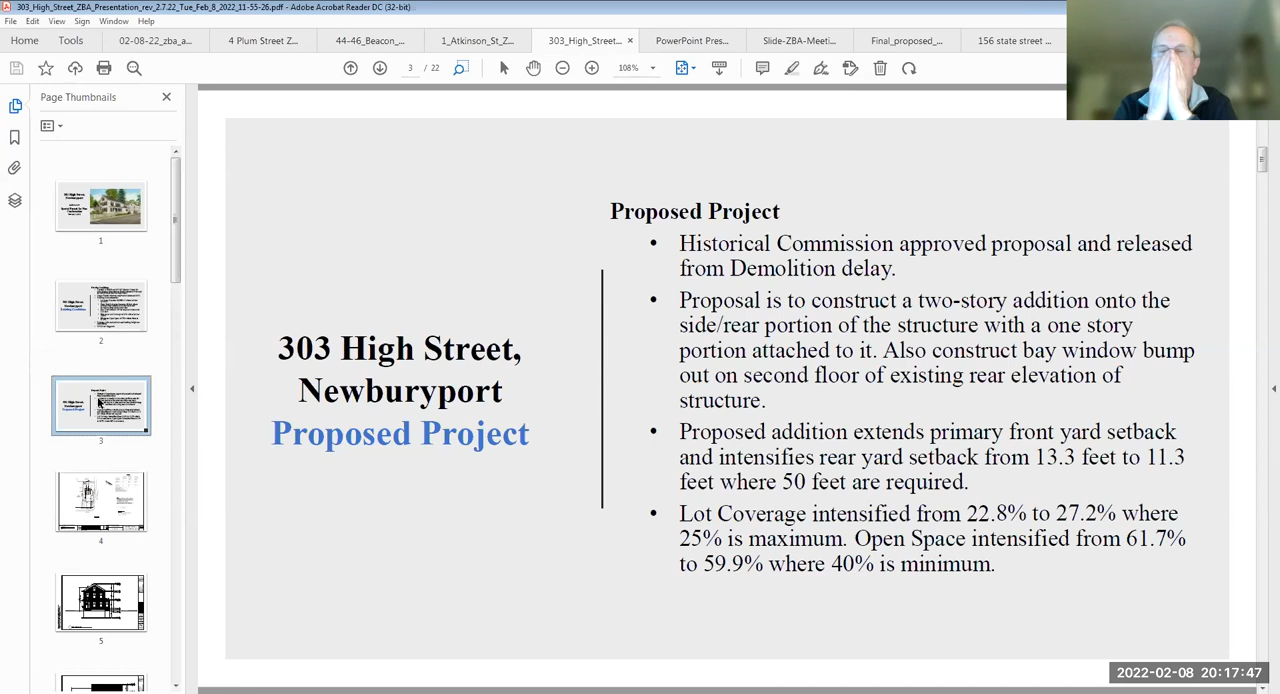 303_High_Street_ZBA_Presentation_rev_2.7.22_Tue_Feb_8_2022_11-55-26.pdf - Adobe Acrobat Reader DC (32-bit)
File Edit View Sign Window Help
Home Tools 02-08-22_zba_a... 4 Plum Street Z... 44-46_Beacon_... 1_Atkinson_St_Z... 303_High_Street... × PowerPoint Pres... Slide-ZBA-Meeti... Final_proposed_... 156 state street ...
3 / 22 108%
Page Thumbnails
1
2
3
4
5
303 High Street,
Newburyport
Proposed Project
Proposed Project
• Historical Commission approved proposal and released
from Demolition delay.
• Proposal is to construct a two-story addition onto the
side/rear portion of the structure with a one story
portion attached to it. Also construct bay window bump
out on second floor of existing rear elevation of
structure.
• Proposed addition extends primary front yard setback
and intensifies rear yard setback from 13.3 feet to 11.3
feet where 50 feet are required.
• Lot Coverage intensified from 22.8% to 27.2% where
25% is maximum. Open Space intensified from 61.7%
to 59.9% where 40% is minimum.
2022-02-08 20:17:47